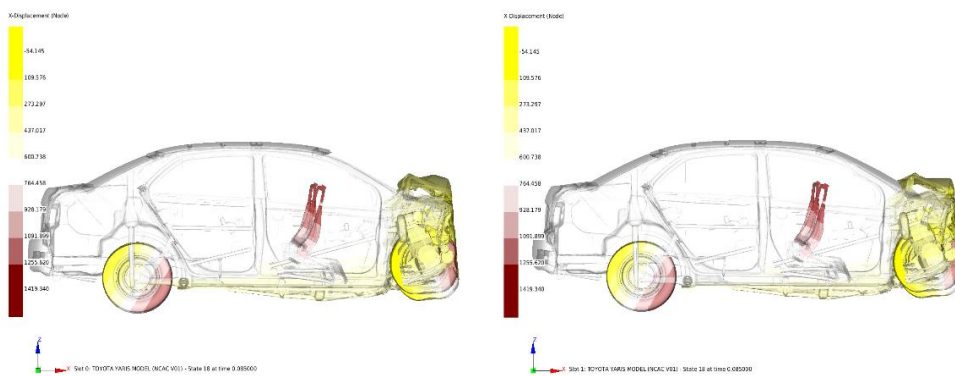 X-Displacement (Node)
-54.145
109.576
273.297
437.017
600.738
764.458
928.179
1091.899
1255.620
1419.340
Z
X
Slot 0: TOYOTA YARIS MODEL (NCAC V01) - State 18 at time 0.085000
X Displacement (Node)
-54.145
109.576
273.297
437.017
600.738
764.458
928.179
1091.899
1255.620
1419.340
Z
X
Slot 1: TOYOTA YARIS MODEL (NCAC V01) - State 18 at time 0.085000